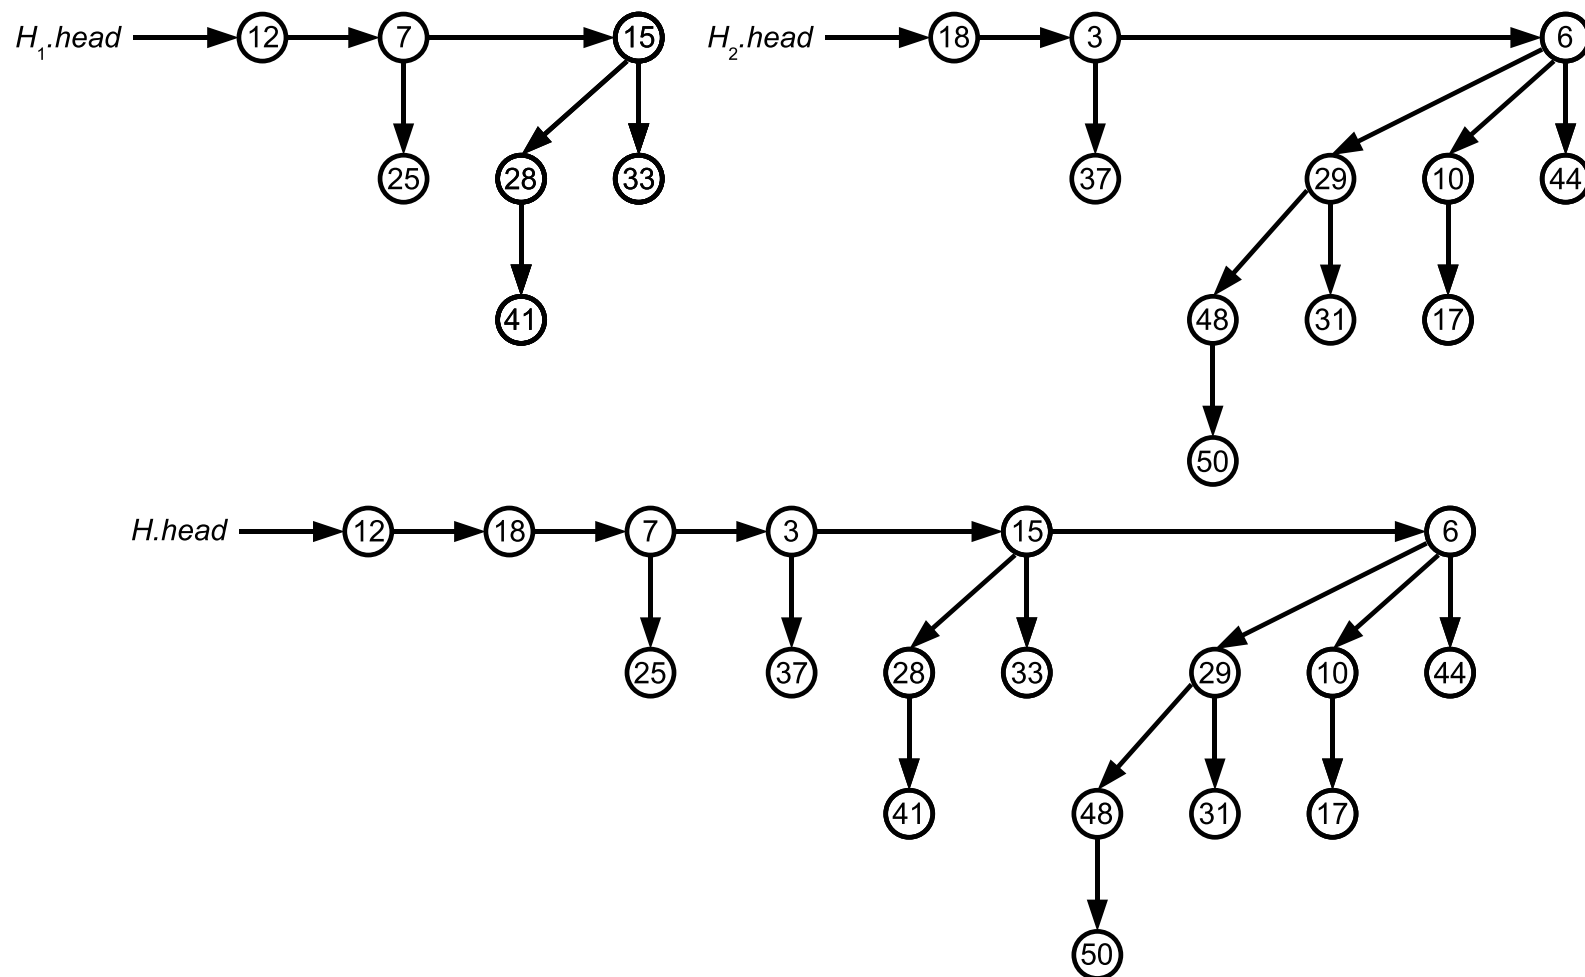 H1.head 12 7 15 H2.head 18 3 6
25 28 33 37 29 10 44
41 48 31 17
50
H.head 12 18 7 3 15 6
25 37 28 33 29 10 44
41 48 31 17
50